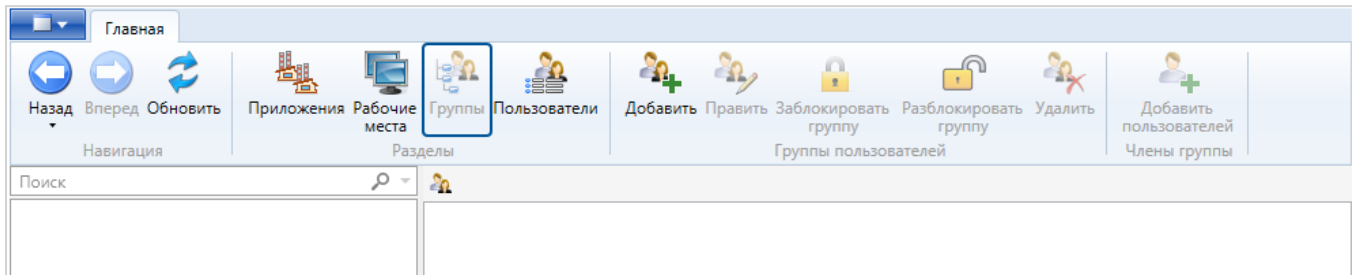 Главная
Назад Вперед Обновить Приложения Рабочие Группы Пользователи Добавить Править Заблокировать Разблокировать Удалить Добавить
места группу группу пользователей
Навигация Разделы Группы пользователей Члены группы
Поиск